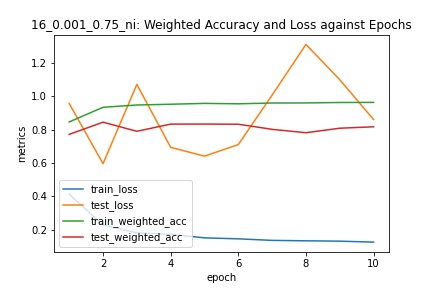 16_0.001_0.75_ni: Weighted Accuracy and Loss against Epochs
metrics
1.2
1.0
0.8
0.6
0.4
0.2
train_loss
test_loss
train_weighted_acc
test_weighted_acc
2
4
6
8
10
epoch